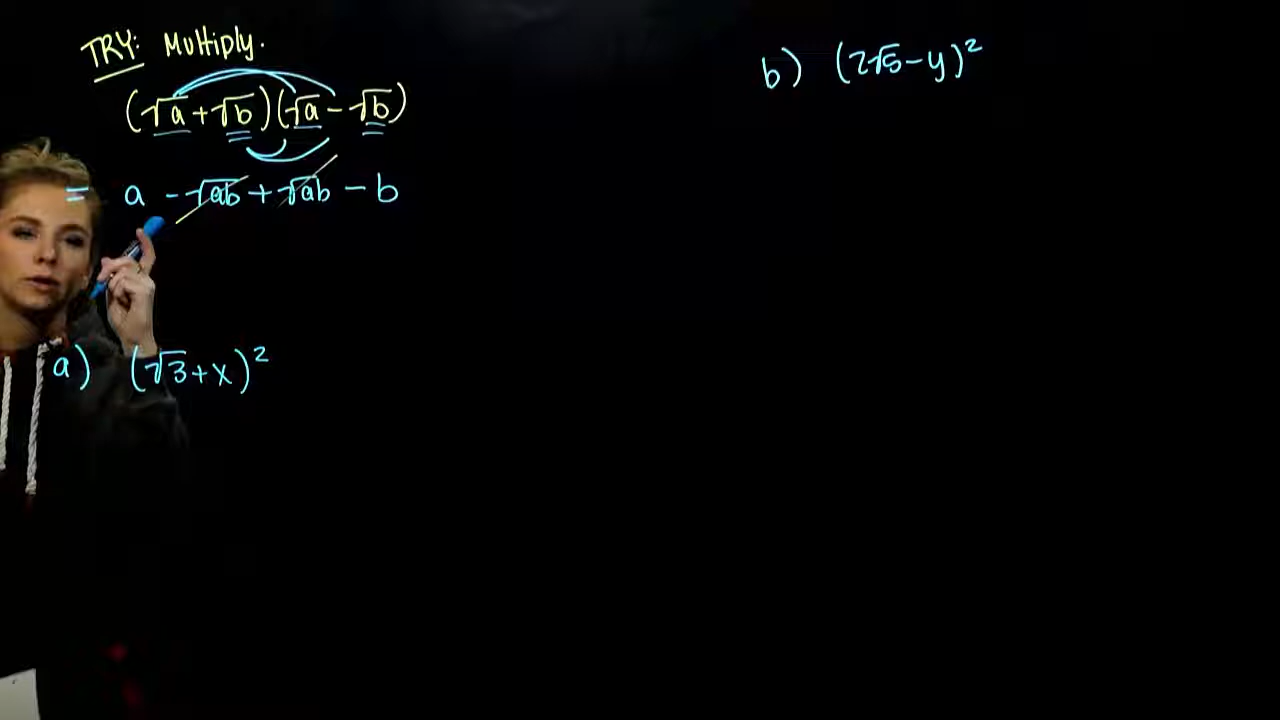 TRY: Multiply.
(√a + √b)(√a - √b)
= a - √ab + √ab - b
a) (√3 + x)²
b) (2√5 - y)²